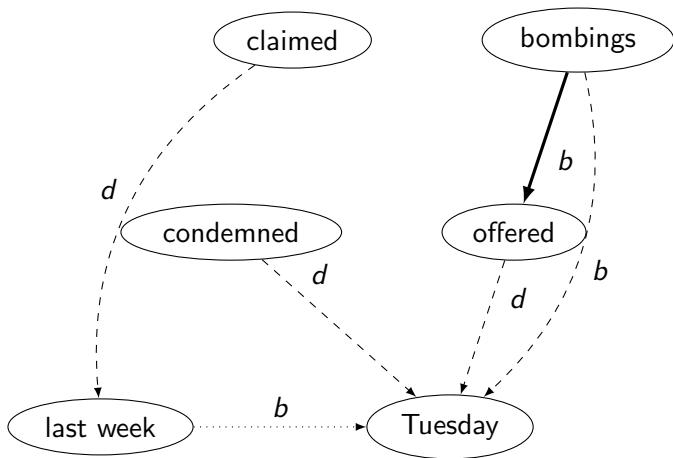 claimed
bombings
b
d
condemned
offered
d
d
b
last week
b
Tuesday